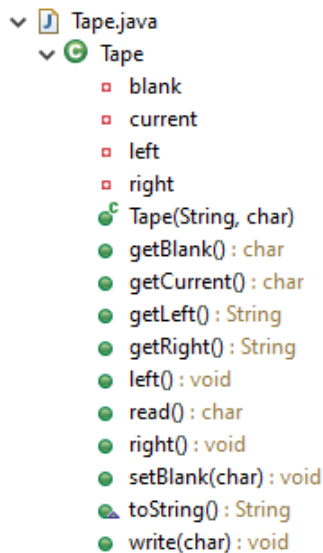 Tape.java
Tape
blank
current
left
right
Tape(String, char)
getBlank() : char
getCurrent() : char
getLeft() : String
getRight() : String
left() : void
read() : char
right() : void
setBlank(char) : void
toString() : String
write(char) : void